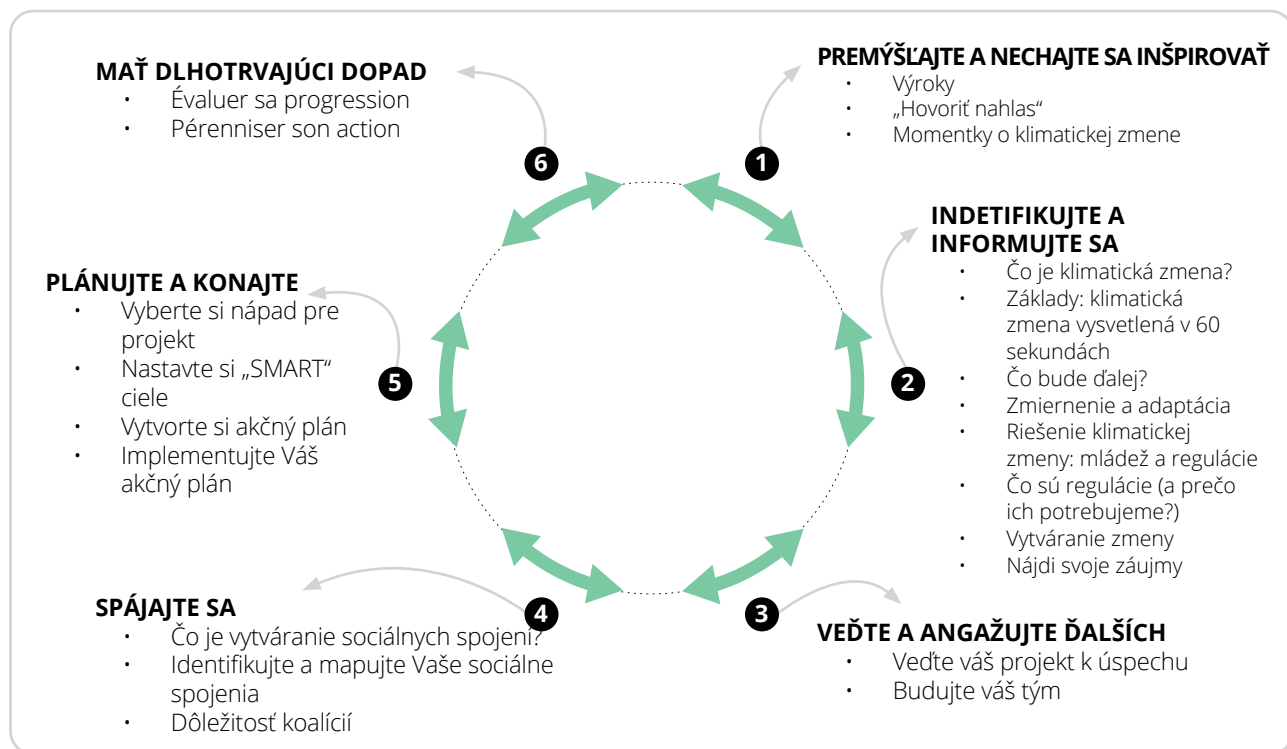 PREMÝŠĽAJTE A NECHAJTE SA INŠPIROVAŤ
• Výroky
• „Hovoriť nahlas“
• Momentky o klimatickej zmene
1
INDETIFIKUJTE A
INFORMUJTE SA
• Čo je klimatická zmena?
• Základy: klimatická
zmena vysvetlená v 60
sekundách
• Čo bude ďalej?
• Zmiernenie a adaptácia
• Riešenie klimatickej
zmeny: mládež a regulácie
• Čo sú regulácie (a prečo
ich potrebujeme?)
• Vytváranie zmeny
• Nájdi svoje záujmy
2
VEĎTE A ANGAŽUJTE ĎALŠÍCH
• Veďte váš projekt k úspechu
• Budujte váš tým
3
SPÁJAJTE SA
• Čo je vytváranie sociálnych spojení?
• Identifikujte a mapujte Vaše sociálne
spojenia
• Dôležitosť koalícií
4
PLÁNUJTE A KONAJTE
• Vyberte si nápad pre
projekt
• Nastavte si „SMART“
ciele
• Vytvorte si akčný plán
• Implementujte Váš
akčný plán
5
MAŤ DLHOTRVAJÚCI DOPAD
• Évaluer sa progression
• Pérenniser son action
6